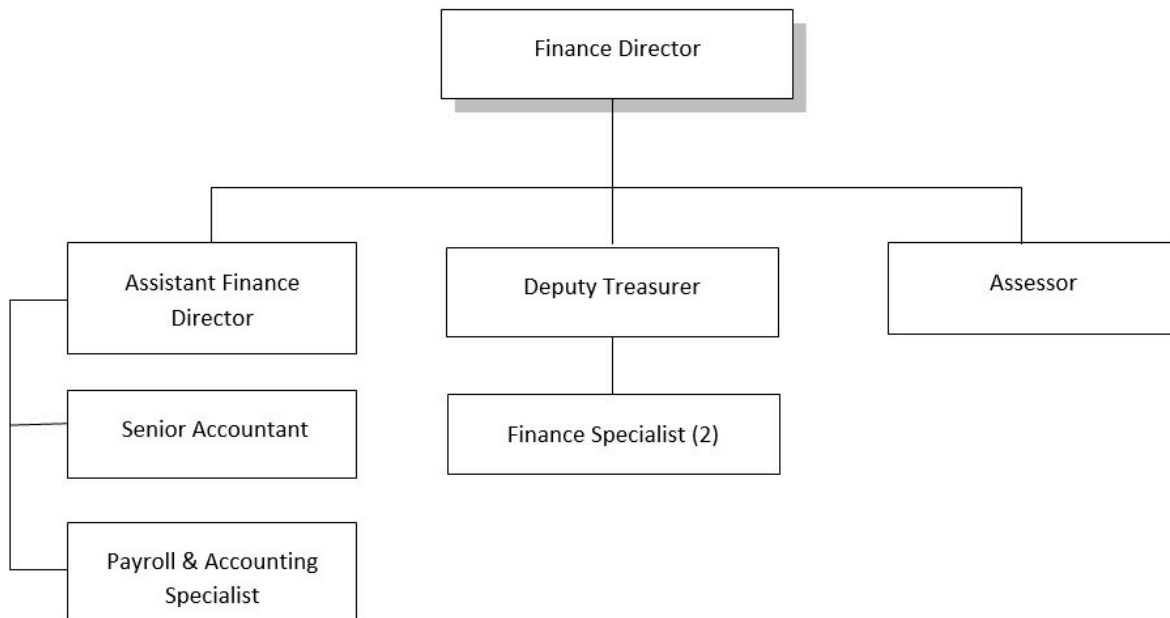 Finance Director
Assistant Finance
Director
Deputy Treasurer
Assessor
Senior Accountant
Finance Specialist (2)
Payroll & Accounting
Specialist